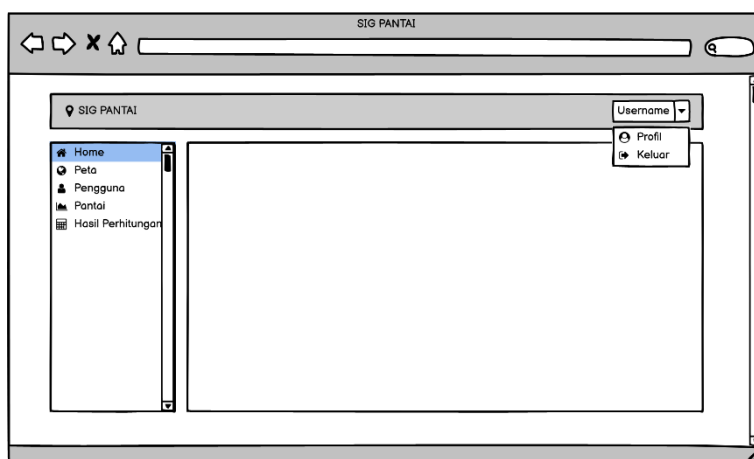 SIG PANTAI
SIG PANTAI
Username
Profil
Keluar
Home
Peta
Pengguna
Pantai
Hasil Perhitungan